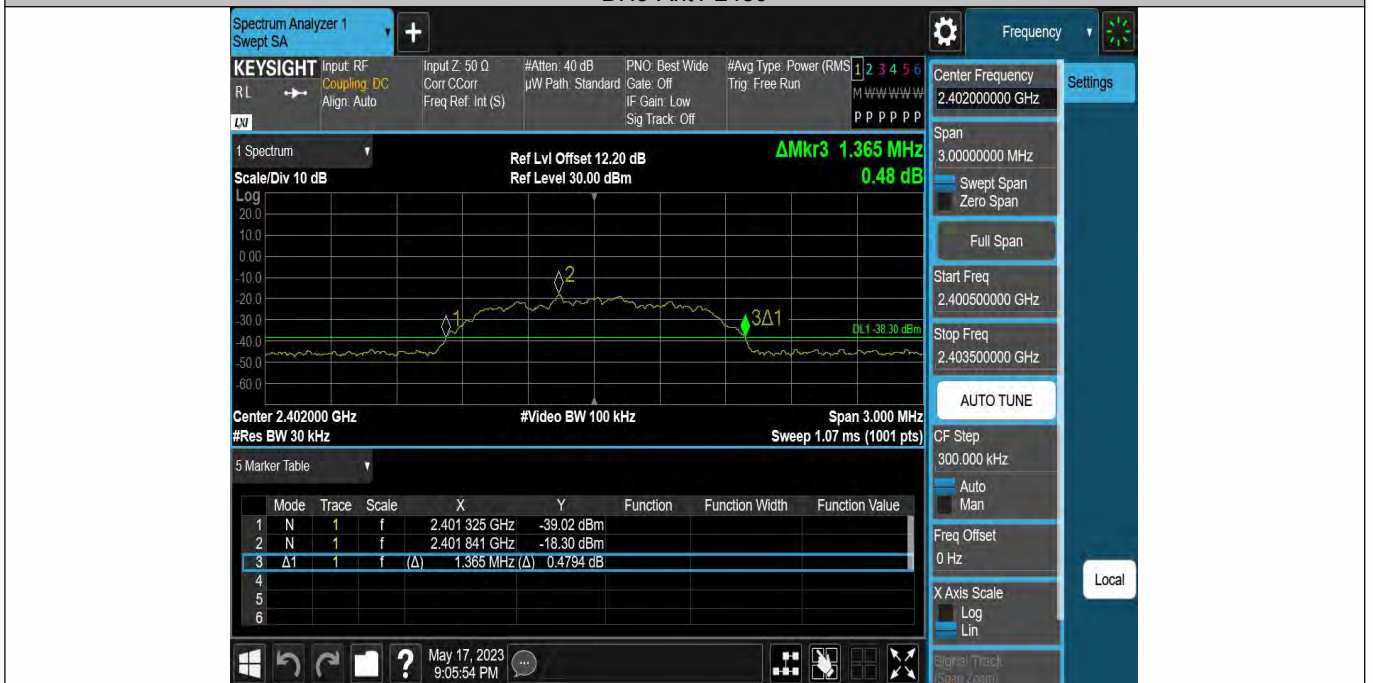 Spectrum Analyzer 1
Swept SA
+
Frequency
KEYSIGHT
RL
LXI
Input: RF
Coupling: DC
Align: Auto
Input Z: 50 Ω
Corr CCorr
Freq Ref: Int (S)
#Atten: 40 dB
µW Path: Standard
PNO: Best Wide
Gate: Off
IF Gain: Low
Sig Track: Off
#Avg Type: Power (RMS
Trig: Free Run
1 2 3 4 5 6
M W W W W W
P P P P P P
1 Spectrum
Scale/Div 10 dB
Ref Lvl Offset 12.20 dB
Ref Level 30.00 dBm
ΔMkr3 1.365 MHz
0.48 dB
Log
20.0
10.0
0.00
-10.0
-20.0
-30.0
-40.0
-50.0
-60.0
1
2
3Δ1
DL1 -38.30 dBm
Center 2.402000 GHz
#Video BW 100 kHz
Span 3.000 MHz
#Res BW 30 kHz
Sweep 1.07 ms (1001 pts)
5 Marker Table
Mode Trace Scale X Y Function Function Width Function Value
1 N 1 f 2.401 325 GHz -39.02 dBm
2 N 1 f 2.401 841 GHz -18.30 dBm
3 Δ1 1 f (Δ) 1.365 MHz (Δ) 0.4794 dB
4
5
6
?
May 17, 2023
9:05:54 PM
Center Frequency
2.402000000 GHz
Settings
Span
3.00000000 MHz
Swept Span
Zero Span
Full Span
Start Freq
2.400500000 GHz
Stop Freq
2.403500000 GHz
AUTO TUNE
CF Step
300.000 kHz
Auto
Man
Freq Offset
0 Hz
X Axis Scale
Log
Lin
Signal Track
(Span Zoom)
Local